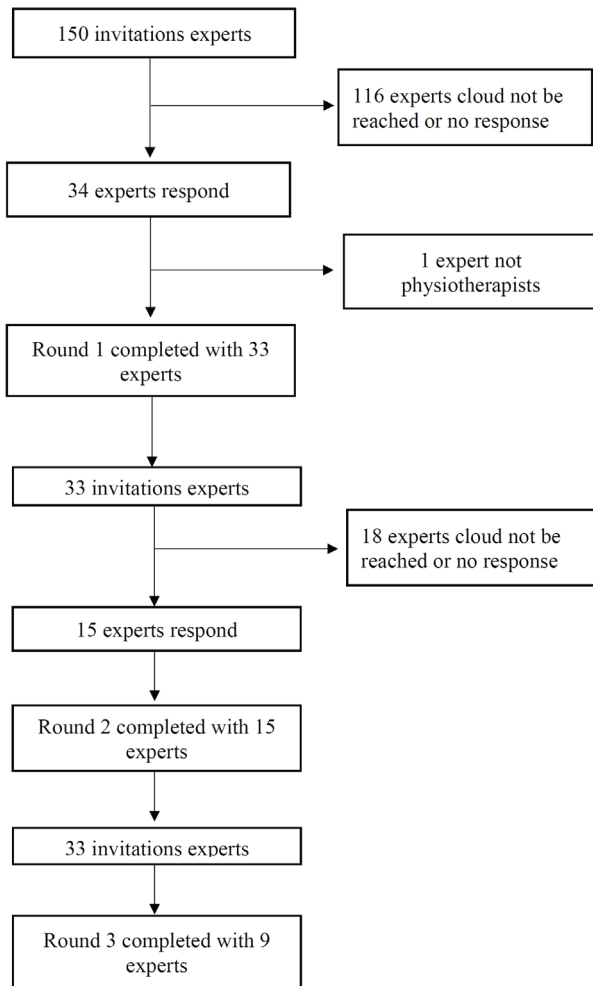 150 invitations experts
116 experts cloud not be
reached or no response
34 experts respond
1 expert not
physiotherapists
Round 1 completed with 33
experts
33 invitations experts
18 experts cloud not be
reached or no response
15 experts respond
Round 2 completed with 15
experts
33 invitations experts
Round 3 completed with 9
experts